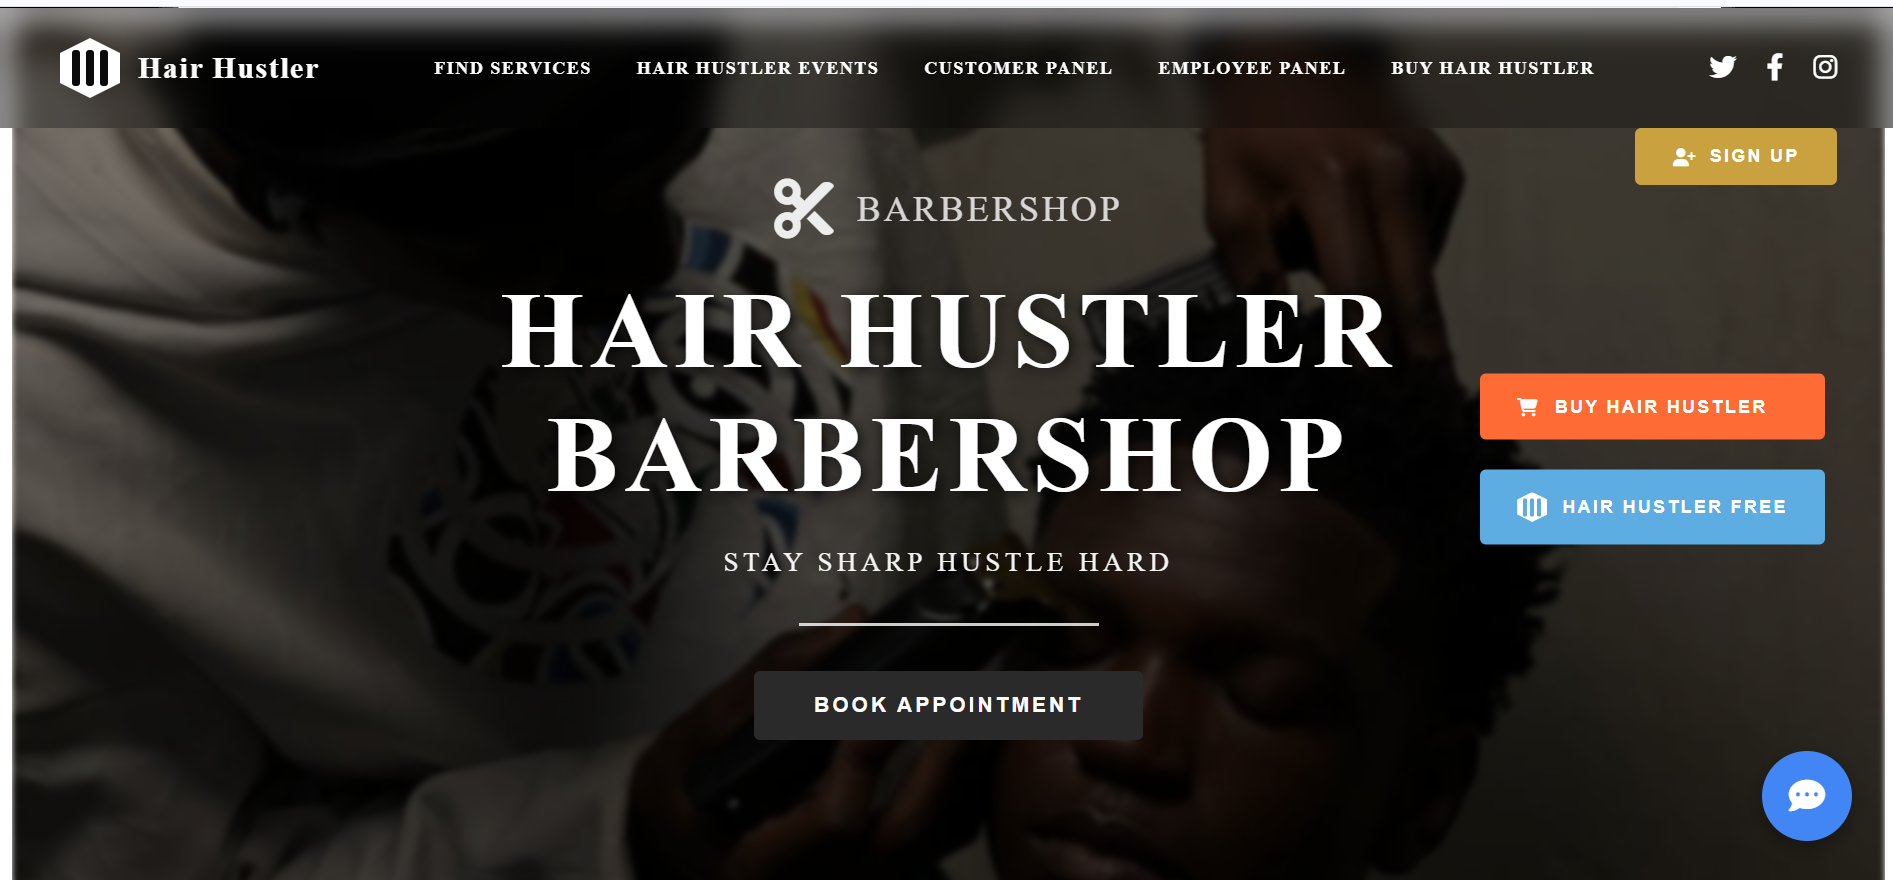 Hair Hustler
FIND SERVICES
HAIR HUSTLER EVENTS
CUSTOMER PANEL
EMPLOYEE PANEL
BUY HAIR HUSTLER
SIGN UP
BARBERSHOP
HAIR HUSTLER
BARBERSHOP
STAY SHARP HUSTLE HARD
BOOK APPOINTMENT
BUY HAIR HUSTLER
HAIR HUSTLER FREE